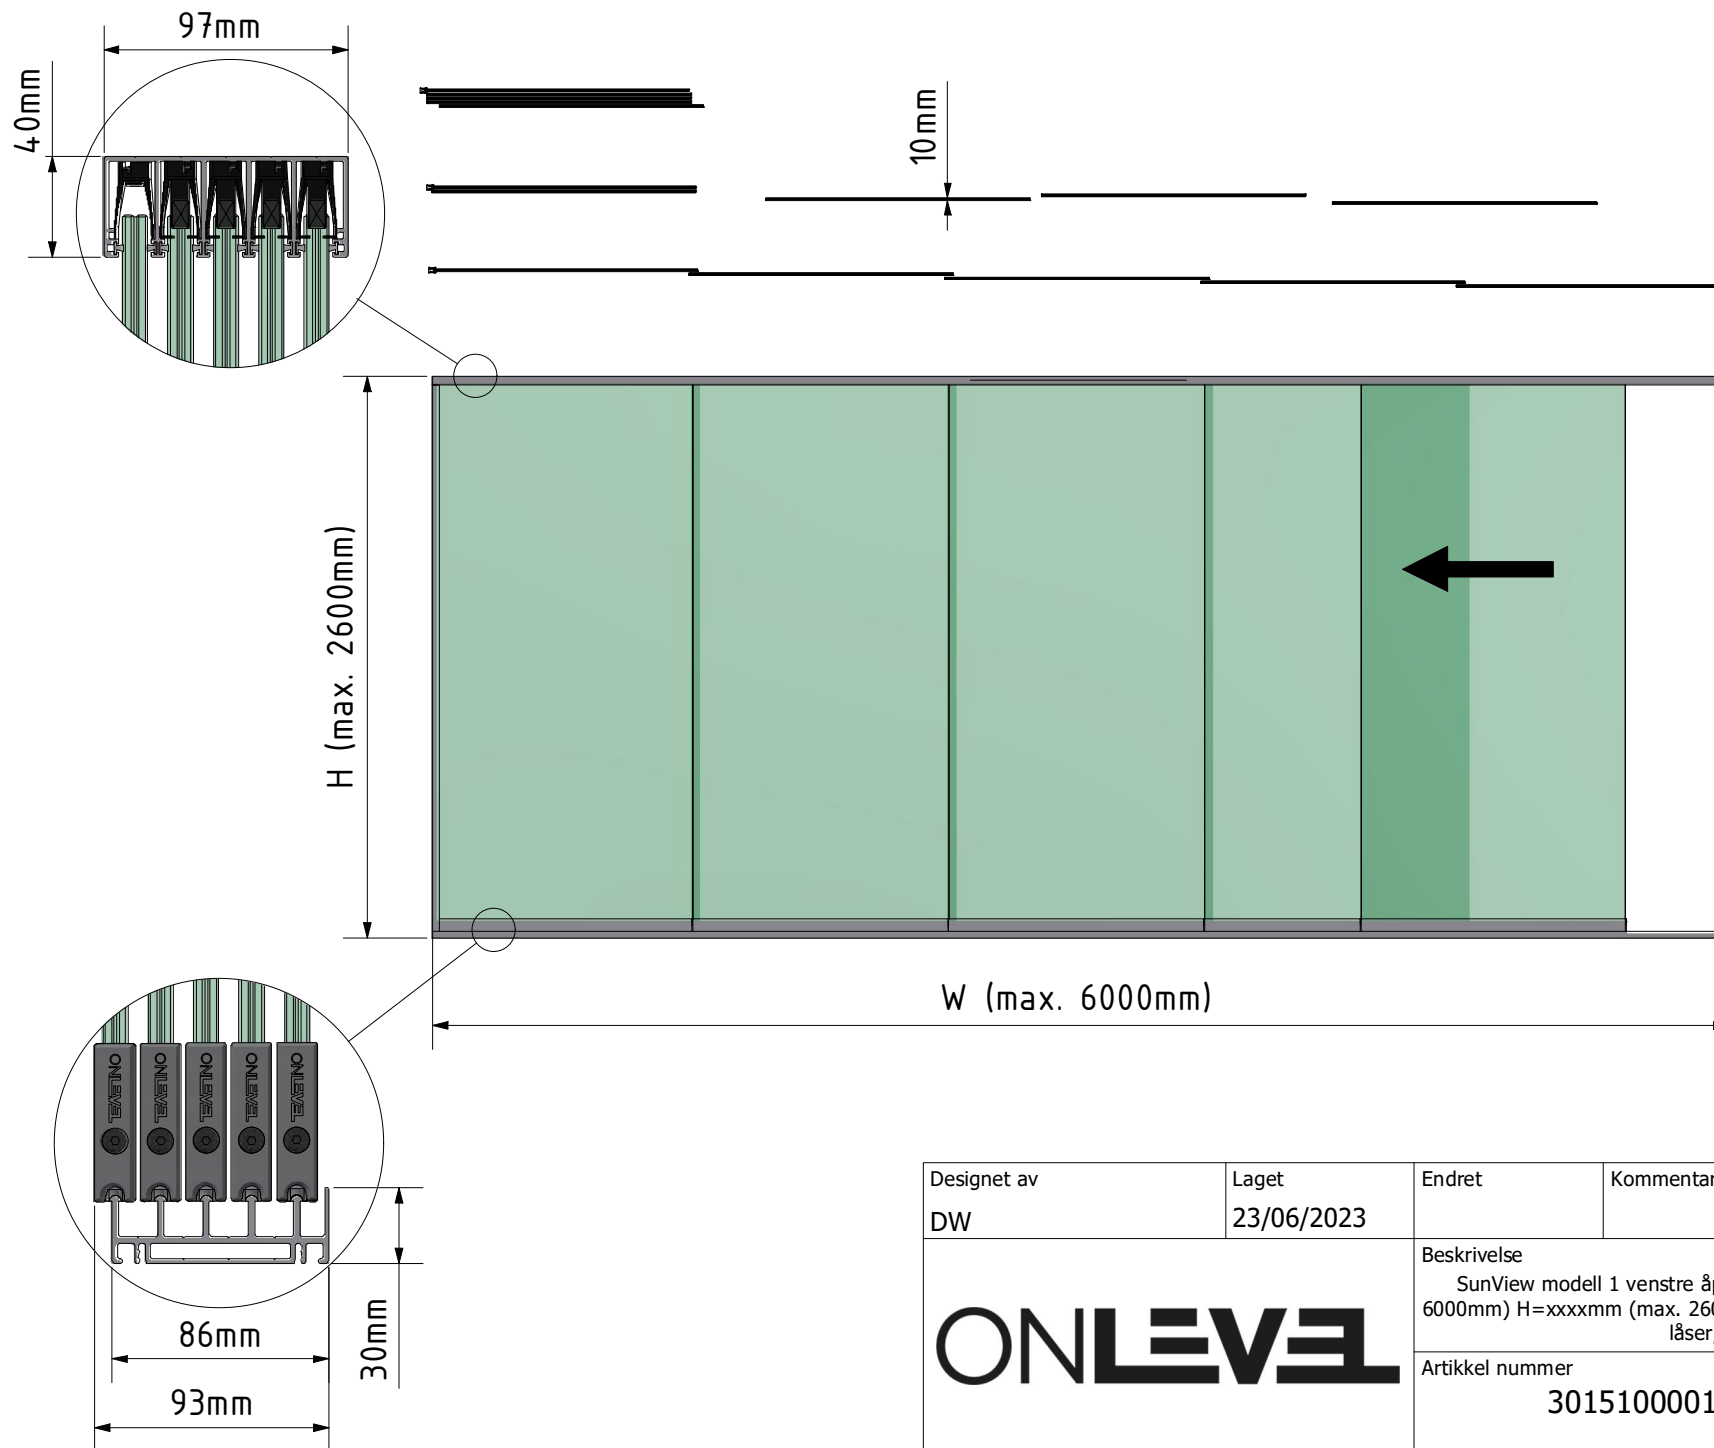 97mm
40mm
10mm
H (max. 2600mm)
W (max. 6000mm)
ONLEVEL
ONLEVEL
ONLEVEL
ONLEVEL
ONLEVEL
30mm
86mm
93mm
Designet av
DW
Laget
23/06/2023
Endret
Kommentar
ONLEVEL
Beskrivelse
SunView modell 1 venstre
6000mm) H=xxxxmm (max.
låser,
Artikkel nummer
3015100001